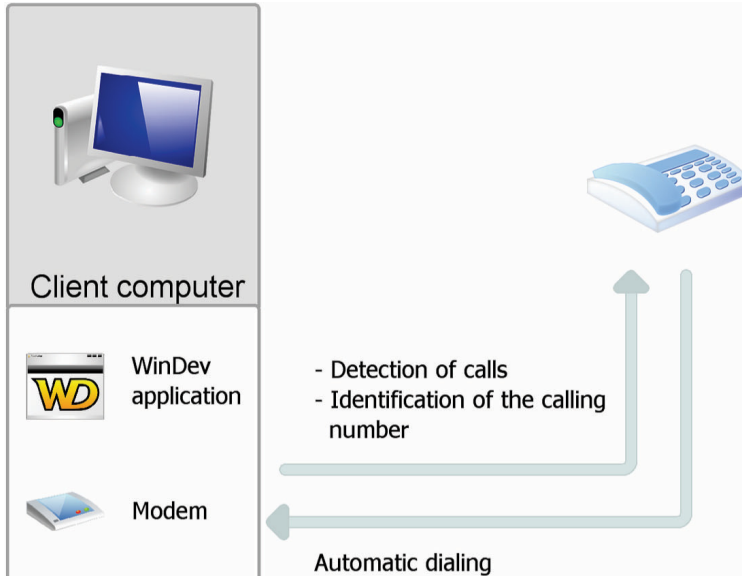 Client computer
WinDev
application
WD
Modem
- Detection of calls
- Identification of the calling
number
Automatic dialing